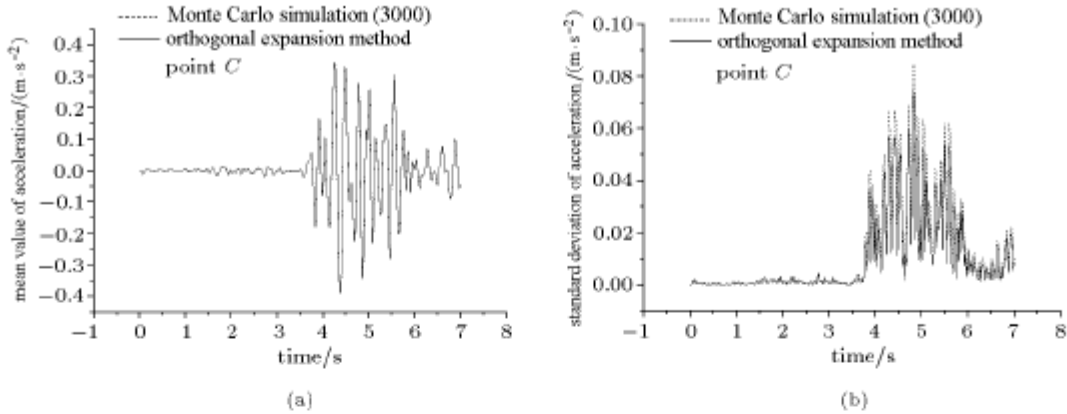 Monte Carlo simulation (3000)
orthogonal expansion method
point C
mean value of acceleration/(m·s⁻²)
0.4
0.3
0.2
0.1
0.0
−0.1
−0.2
−0.3
−0.4
−1 0 1 2 3 4 5 6 7 8
time/s
(a)
Monte Carlo simulation (3000)
orthogonal expansion method
point C
standard deviation of acceleration/(m·s⁻²)
0.10
0.08
0.06
0.04
0.02
0.00
−1 0 1 2 3 4 5 6 7 8
time/s
(b)